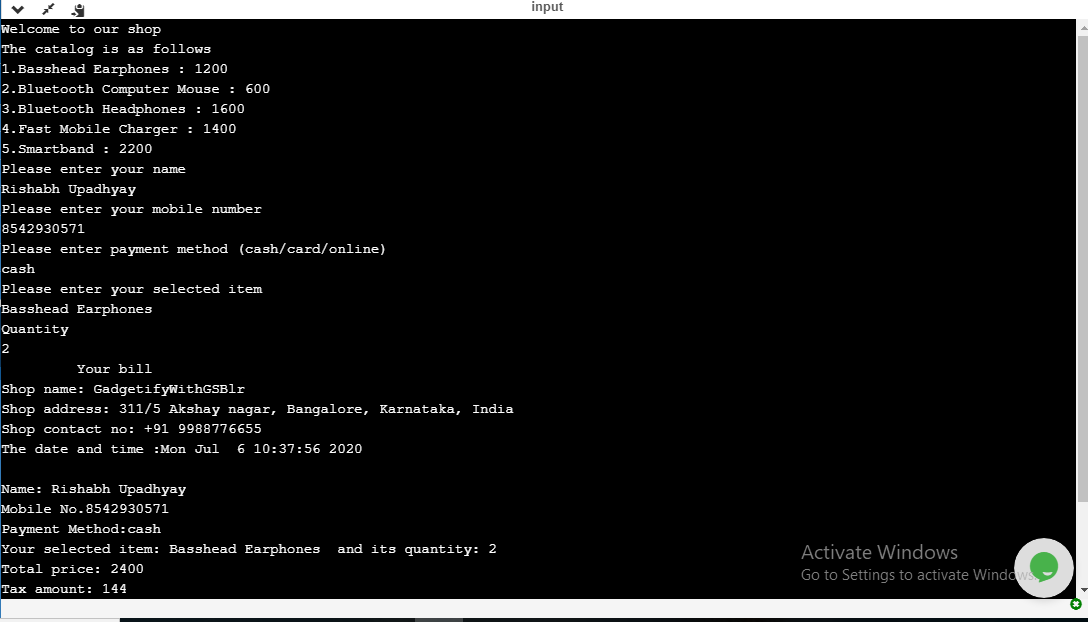 input
Welcome to our shop
The catalog is as follows
1.Basshead Earphones : 1200
2.Bluetooth Computer Mouse : 600
3.Bluetooth Headphones : 1600
4.Fast Mobile Charger : 1400
5.Smartband : 2200
Please enter your name
Rishabh Upadhyay
Please enter your mobile number
8542930571
Please enter payment method (cash/card/online)
cash
Please enter your selected item
Basshead Earphones
Quantity
2
Your bill
Shop name: GadgetifyWithGSBlr
Shop address: 311/5 Akshay nagar, Bangalore, Karnataka, India
Shop contact no: +91 9988776655
The date and time :Mon Jul  6 10:37:56 2020
Name: Rishabh Upadhyay
Mobile No.8542930571
Payment Method:cash
Your selected item: Basshead Earphones  and its quantity: 2
Total price: 2400
Tax amount: 144
Activate Windows
Go to Settings to activate Windows.